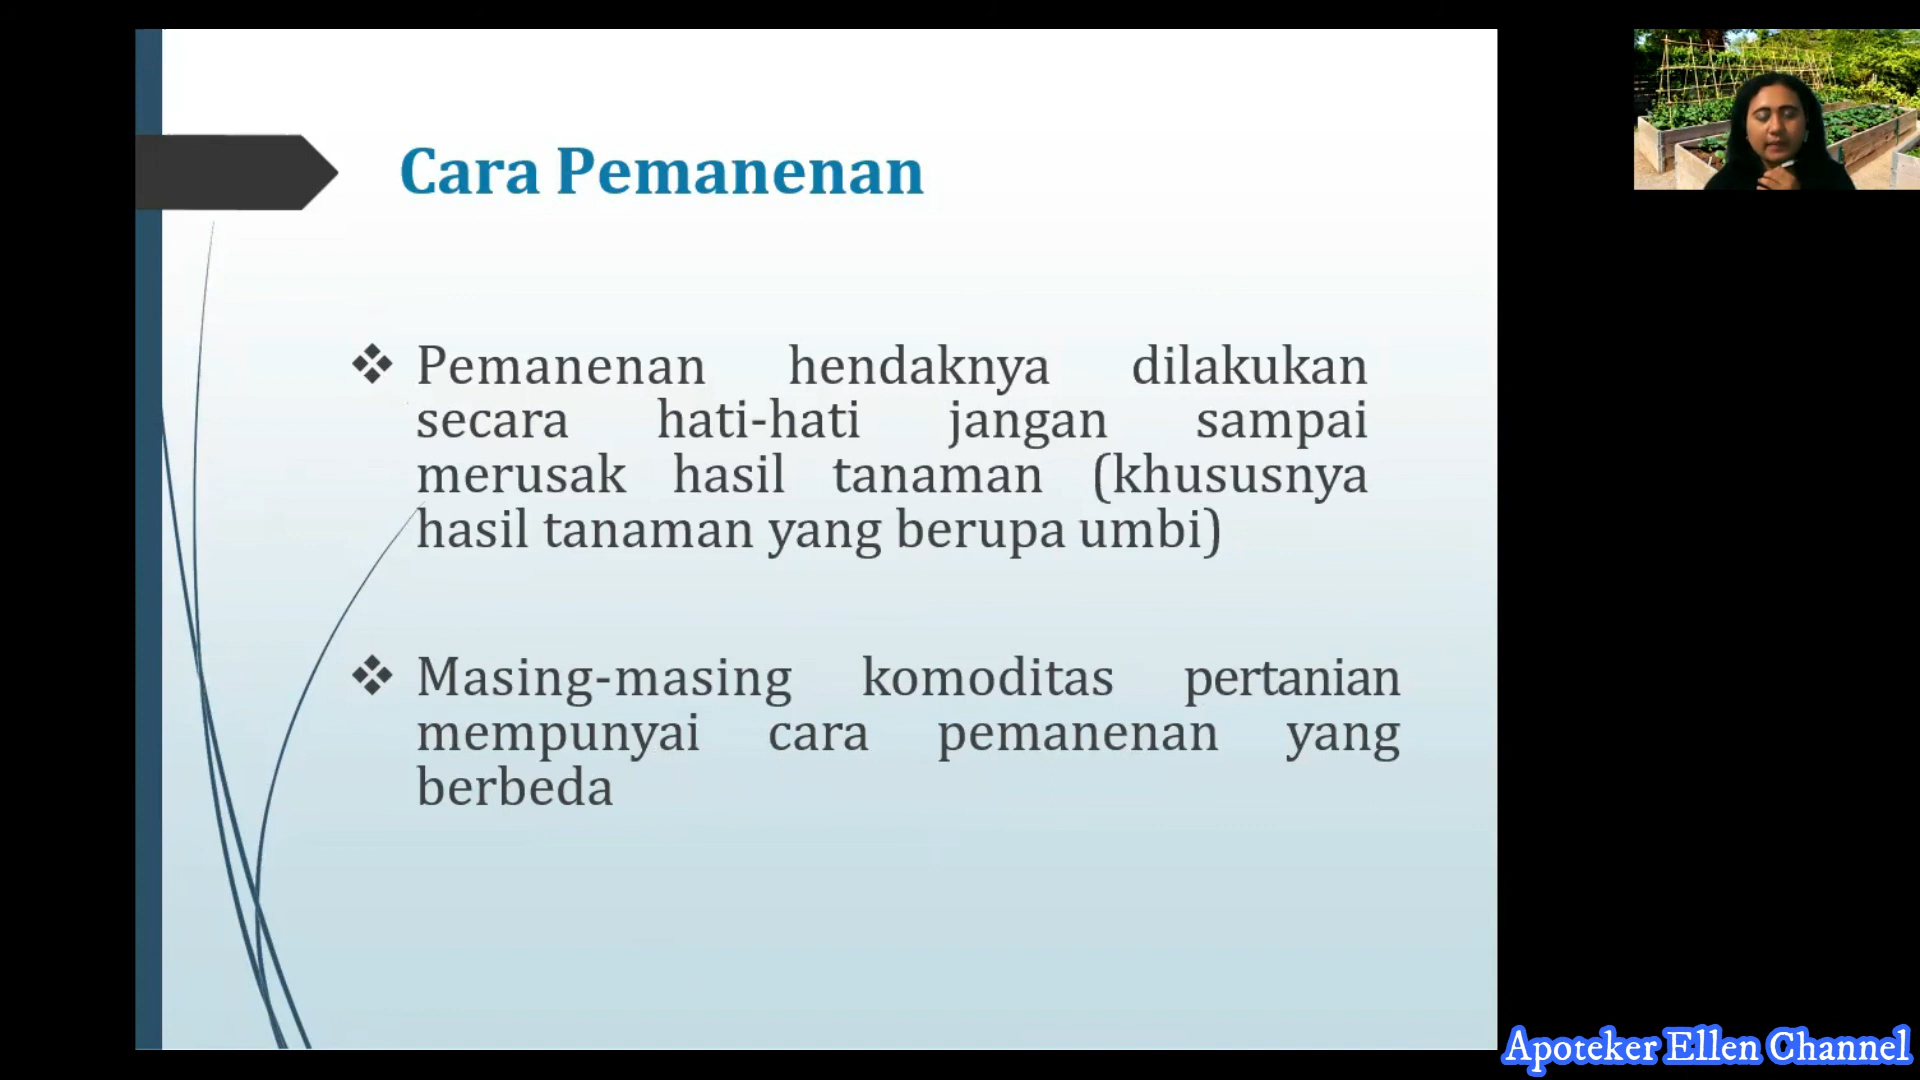 Cara Pemanenan
Pemanenan hendaknya dilakukan
secara hati-hati jangan sampai
merusak hasil tanaman (khususnya
hasil tanaman yang berupa umbi)
Masing-masing komoditas pertanian
mempunyai cara pemanenan yang
berbeda
Apoteker Ellen Channel